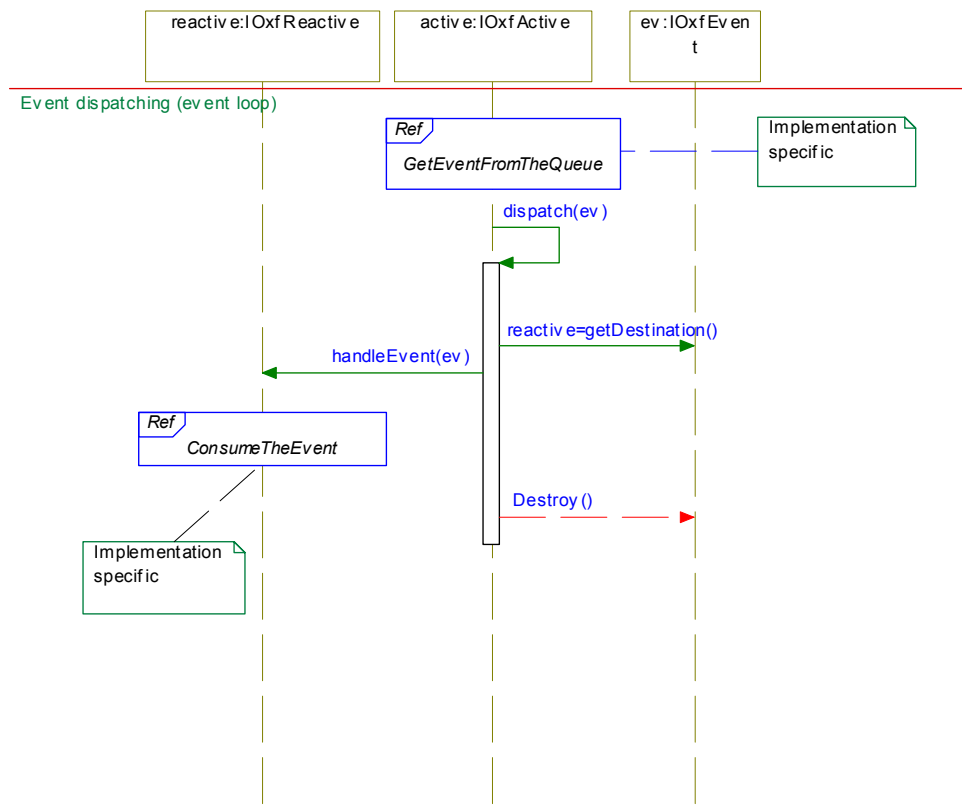 reactive:IOxfReactive
active:IOxfActive
ev:IOxfEven
t
Event dispatching (event loop)
Ref
GetEventFromTheQueue
Implementation
specific
dispatch(ev)
reactive=getDestination()
handleEvent(ev)
Ref
ConsumeTheEvent
Destroy()
Implementation
specific